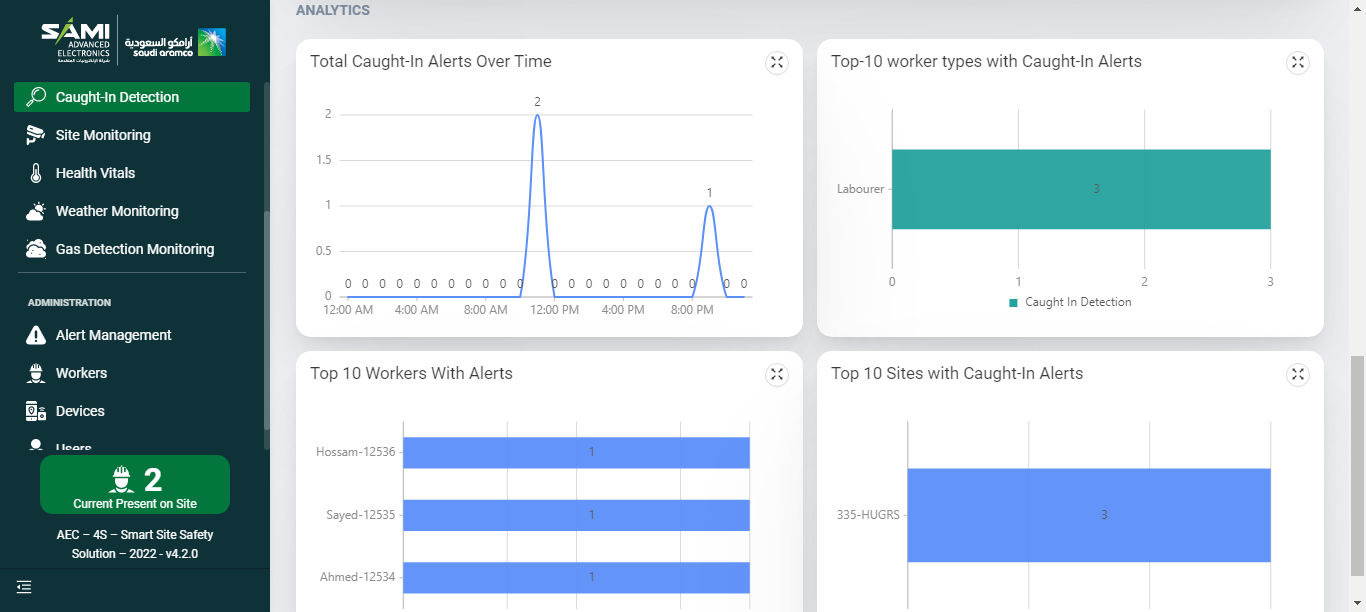 SAMI
ADVANCED
ELECTRONICS
شركة الإلكترونيات المتقدمة
أرامكو السعودية
saudi aramco
Caught-In Detection
Site Monitoring
Health Vitals
Weather Monitoring
Gas Detection Monitoring
ADMINISTRATION
Alert Management
Workers
Devices
Users
2
Current Present on Site
AEC – 4S – Smart Site Safety
Solution – 2022 - v4.2.0
ANALYTICS
Total Caught-In Alerts Over Time
2
2
1.5
1
1
0.5
0 0 0 0 0 0 0 0 0 0 0 0 0 0 0 0 0 0 0 0 0 0
0
12:00 AM 4:00 AM 8:00 AM 12:00 PM 4:00 PM 8:00 PM
Top-10 worker types with Caught-In Alerts
Labourer 3
0 1 2 3
Caught In Detection
Top 10 Workers With Alerts
Hossam-12536 1
Sayed-12535 1
Ahmed-12534 1
Top 10 Sites with Caught-In Alerts
335-HUGRS 3